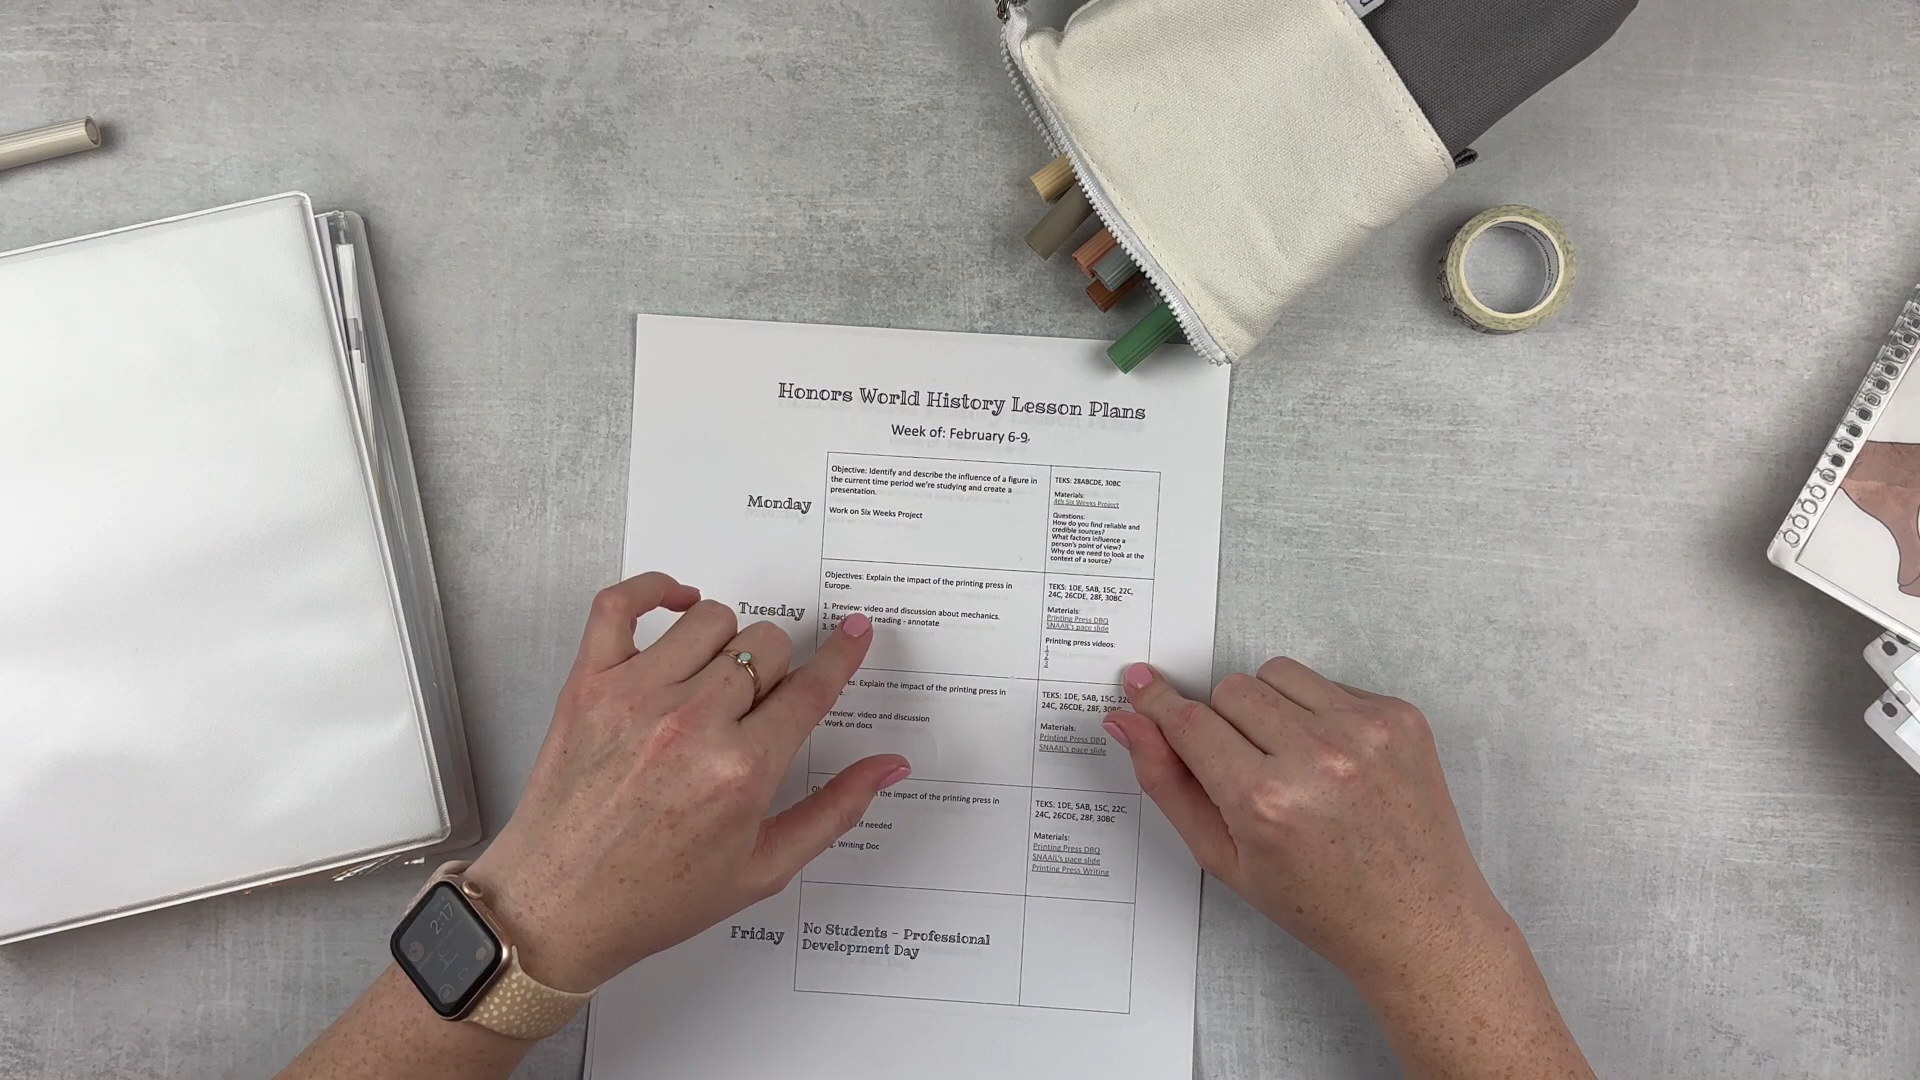 Honors World History Lesson Plans
Week of: February 6-9
Monday
Objective: Identify and describe the influence of a figure in
the current time period we're studying and create a
presentation.
Work on Six Weeks Project
TEKS: 28ABCDE, 30BC
Materials:
4th Six Weeks Project
Questions:
How do you find reliable and
credible sources?
What factors influence a
person's point of view?
Why do we need to look at the
context of a source?
Tuesday
Objectives: Explain the impact of the printing press in
Europe.
1. Preview: video and discussion about mechanics.
2. reading - annotate
3.
TEKS: 1DE, 5AB, 15C, 22C,
24C, 26CDE, 28F, 30BC
Materials:
Printing Press DBQ
SNAAIL's pace slide
Printing press videos:
1
2
3
Explain the impact of the printing press in
video and discussion
Work on docs
TEKS: 1DE, 5AB, 15C,
24C, 26CDE, 28F,
Materials:
Printing Press DBQ
SNAAIL's pace slide
the impact of the printing press in
if needed
Writing Doc
TEKS: 1DE, 5AB, 15C, 22C,
24C, 26CDE, 28F, 30BC
Materials:
Printing Press DBQ
SNAAIL's pace slide
Printing Press Writing
Friday
No Students - Professional
Development Day
2:17